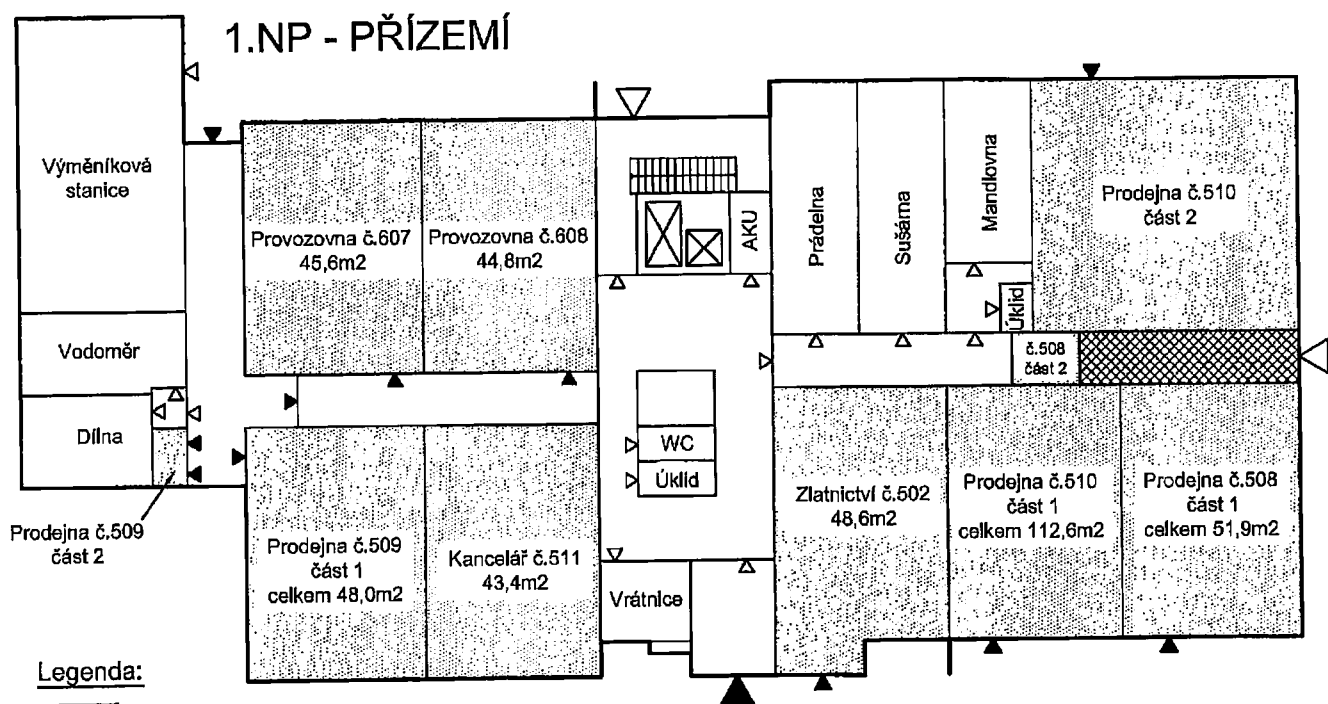 1.NP - PŘÍZEMÍ
Výměníková
stanice
Vodoměr
Dílna
Prodejna č.509
část 2
Provozovna č.607
45,6m2
Provozovna č.608
44,8m2
Prodejna č.509
část 1
celkem 48,0m2
Kancelář č.511
43,4m2
AKU
WC
Úklid
Vrátnice
Prádelna
Sušárna
Mandlovna
Úklid
Prodejna č.510
část 2
č.508
část 2
Zlatnictví č.502
48,6m2
Prodejna č.510
část 1
celkem 112,6m2
Prodejna č.508
část 1
celkem 51,9m2
Legenda: